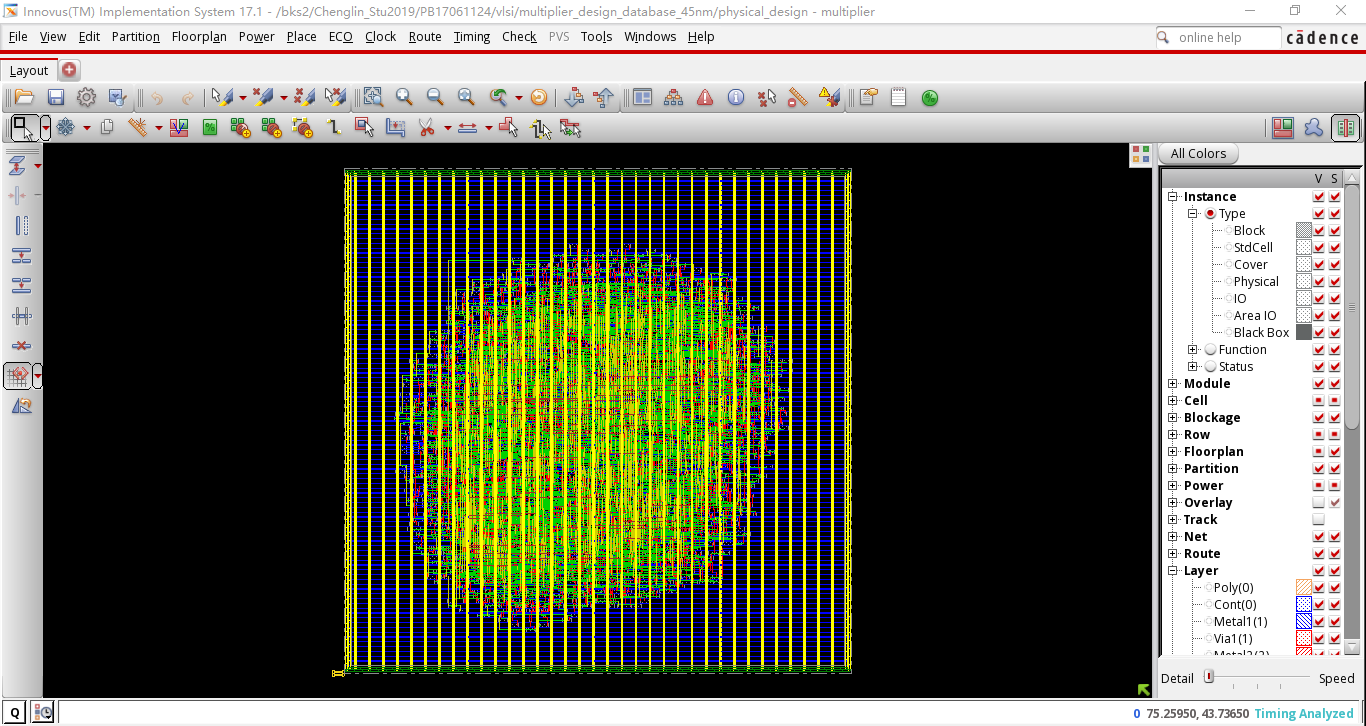 Innovus(TM) Implementation System 17.1 - /bks2/Chenglin_Stu2019/PB17061124/vlsi/multiplier_design_database_45nm/physical_design - multiplier
File View Edit Partition Floorplan Power Place ECO Clock Route Timing Check PVS Tools Windows Help
online help
cādence
Layout
All Colors
V S
Instance
Type
Block
StdCell
Cover
Physical
IO
Area IO
Black Box
Function
Status
Module
Cell
Blockage
Row
Floorplan
Partition
Power
Overlay
Track
Net
Route
Layer
Poly(0)
Cont(0)
Metal1(1)
Via1(1)
Metal2(2)
Detail Speed
Q
0 75.25950, 43.73650 Timing Analyzed